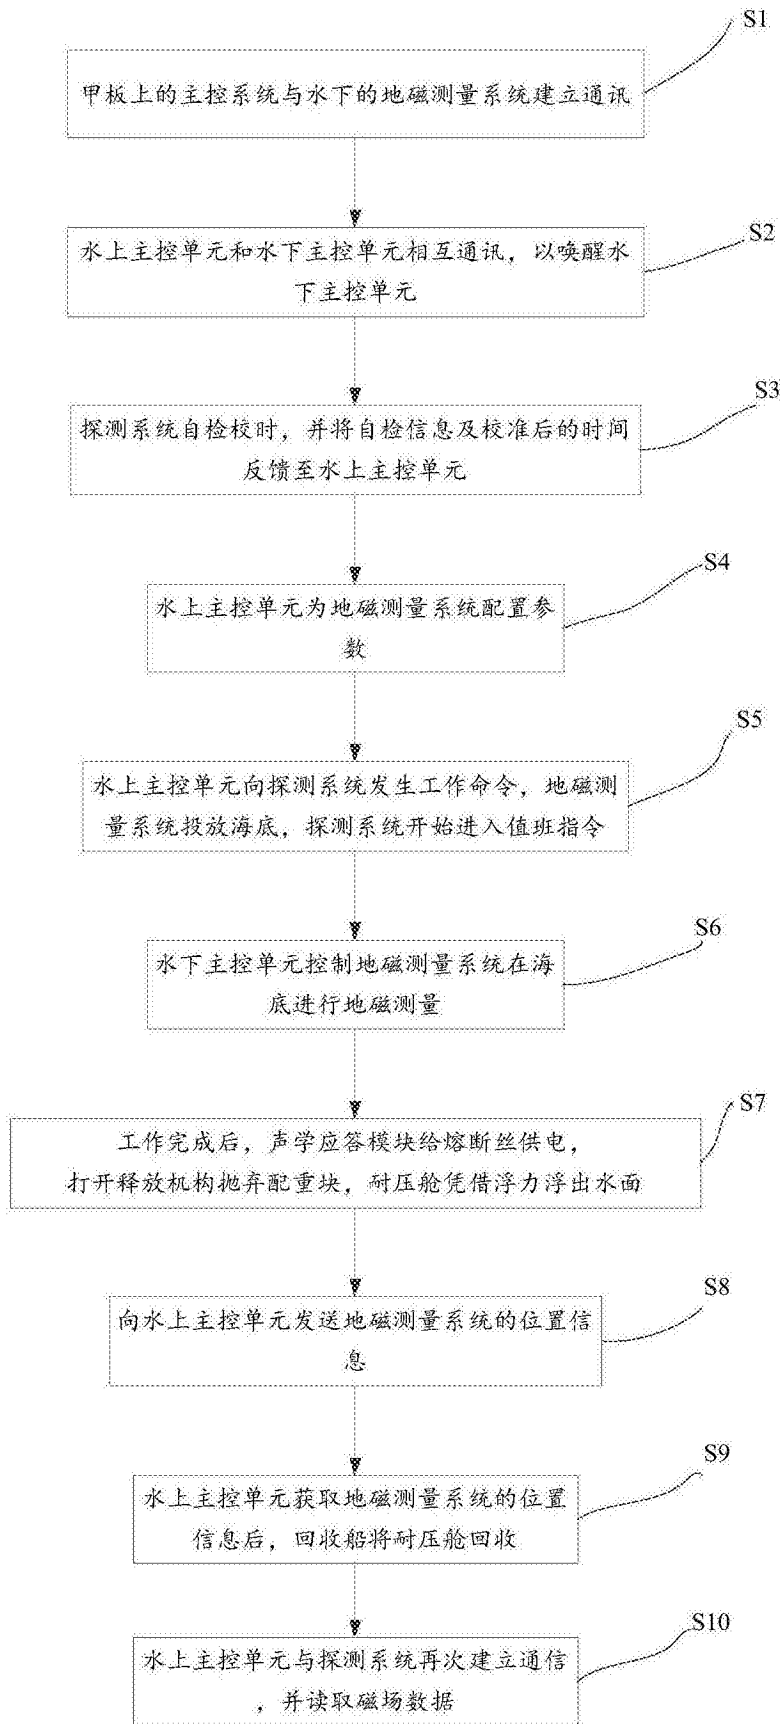 S1
甲板上的主控系统与水下的地磁测量系统建立通讯
S2
水上主控单元和水下主控单元相互通讯，以唤醒水
下主控单元
S3
探测系统自检校时，并将自检信息及校准后的时间
反馈至水上主控单元
S4
水上主控单元为地磁测量系统配置参
数
S5
水上主控单元向探测系统发生工作命令，地磁测
量系统投放海底，探测系统开始进入值班指令
S6
水下主控单元控制地磁测量系统在海
底进行地磁测量
S7
工作完成后，声学应答模块给熔断丝供电，
打开释放机构抛弃配重块，耐压舱凭借浮力浮出水面
S8
向水上主控单元发送地磁测量系统的位置信
息
S9
水上主控单元获取地磁测量系统的位置
信息后，回收船将耐压舱回收
S10
水上主控单元与探测系统再次建立通信
，并读取磁场数据